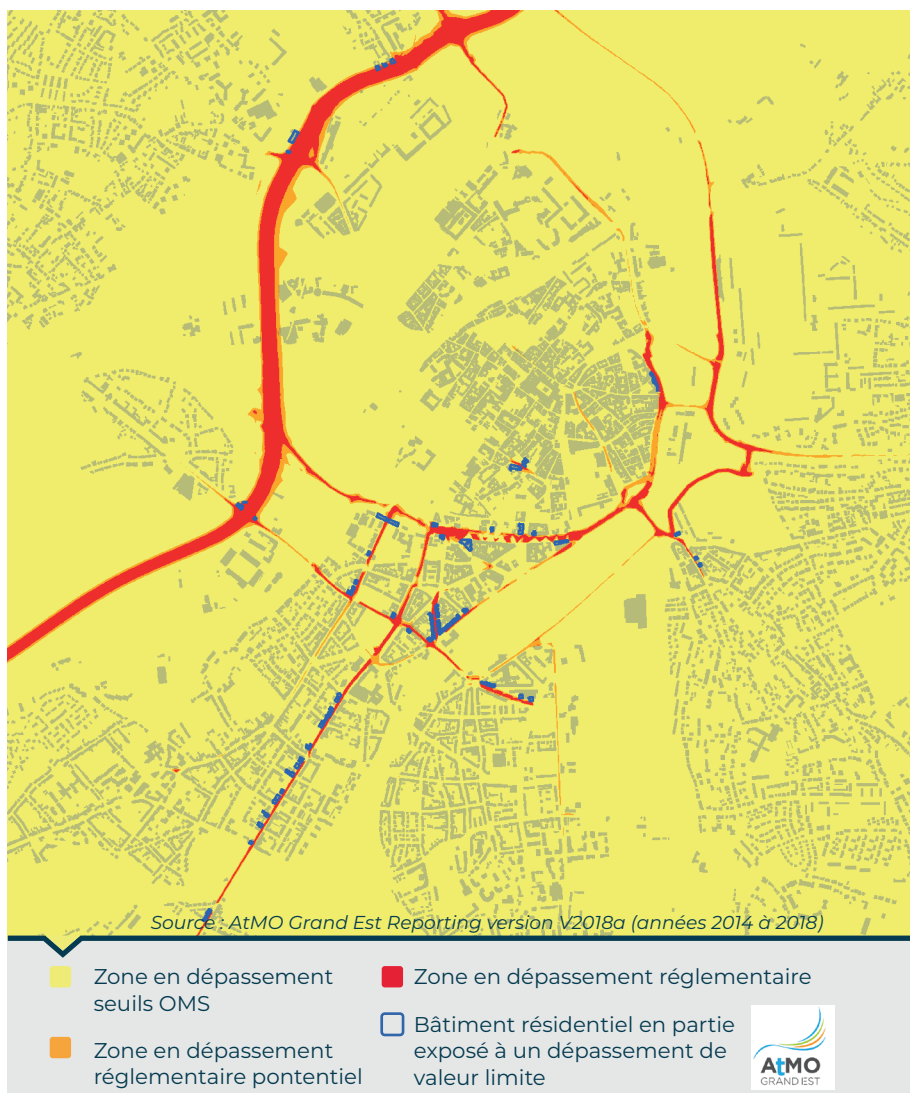 Source : AtMO Grand Est Reporting version V2018a (années 2014 à 2018)
Zone en dépassement
seuils OMS
Zone en dépassement
réglementaire pontentiel
Zone en dépassement réglementaire
Bâtiment résidentiel en partie
exposé à un dépassement de
valeur limite
AtMO
GRAND EST